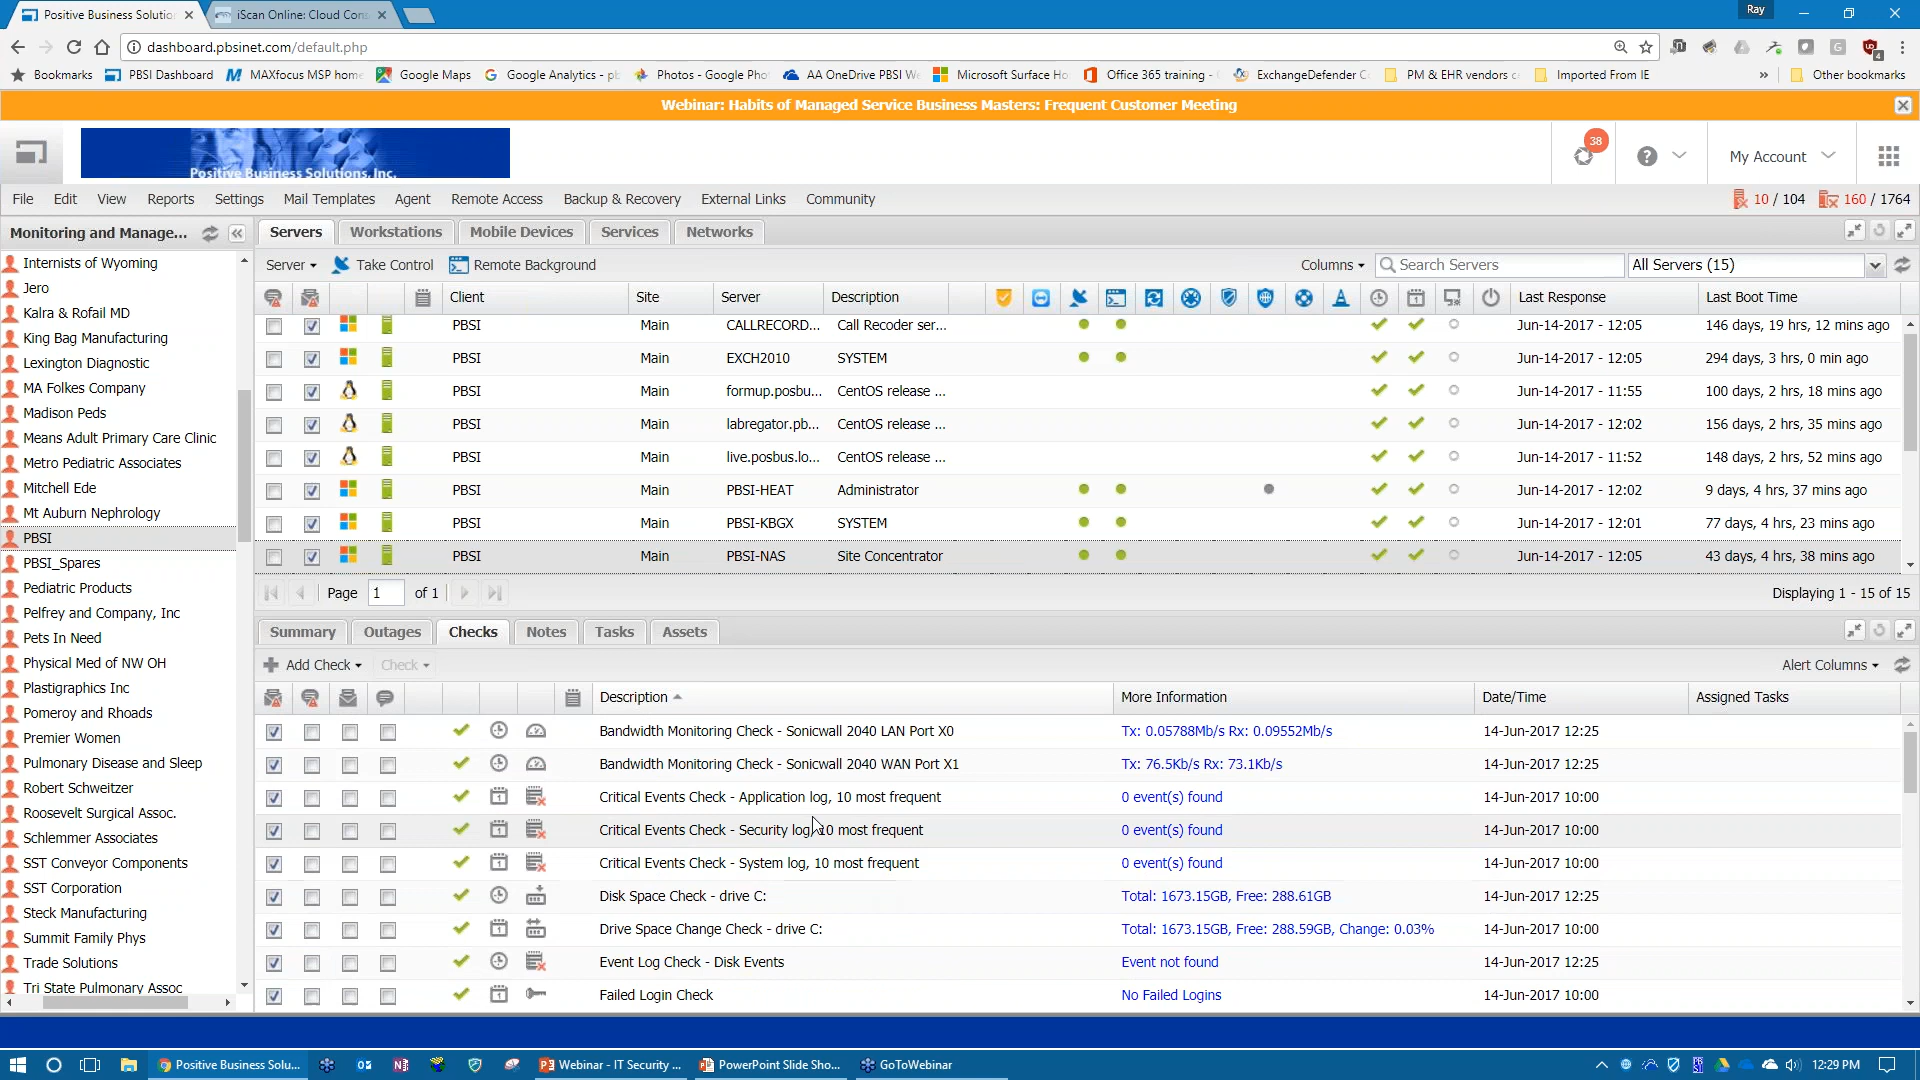 Positive Business Solutio
iScan Online: Cloud Cons
Ray
dashboard.pbsinet.com/default.php
Bookmarks
PBSI Dashboard
MAXfocus MSP home
Google Maps
Google Analytics - pb
Photos - Google Pho
AA OneDrive PBSI W
Microsoft Surface Ho
Office 365 training -
ExchangeDefender C
PM & EHR vendors c
Imported From IE
Other bookmarks
Webinar: Habits of Managed Service Business Masters: Frequent Customer Meeting
Positive Business Solutions, Inc.
38
My Account
File Edit View Reports Settings Mail Templates Agent Remote Access Backup & Recovery External Links Community
10 / 104 160 / 1764
Monitoring and Manage...
Internists of Wyoming
Jero
Kalra & Rofail MD
King Bag Manufacturing
Lexington Diagnostic
MA Folkes Company
Madison Peds
Means Adult Primary Care Clinic
Metro Pediatric Associates
Mitchell Ede
Mt Auburn Nephrology
PBSI
PBSI_Spares
Pediatric Products
Pelfrey and Company, Inc
Pets In Need
Physical Med of NW OH
Plastigraphics Inc
Pomeroy and Rhoads
Premier Women
Pulmonary Disease and Sleep
Robert Schweitzer
Roosevelt Surgical Assoc.
Schlemmer Associates
SST Conveyor Components
SST Corporation
Steck Manufacturing
Summit Family Phys
Trade Solutions
Tri State Pulmonary Assoc
Servers Workstations Mobile Devices Services Networks
Server Take Control Remote Background Columns Search Servers All Servers (15)
Client Site Server Description Last Response Last Boot Time
PBSI Main CALLRECORD... Call Recoder ser... Jun-14-2017 - 12:05 146 days, 19 hrs, 12 mins ago
PBSI Main EXCH2010 SYSTEM Jun-14-2017 - 12:05 294 days, 3 hrs, 0 min ago
PBSI Main formup.posbu... CentOS release ... Jun-14-2017 - 11:55 100 days, 2 hrs, 18 mins ago
PBSI Main labregator.pb... CentOS release ... Jun-14-2017 - 12:02 156 days, 2 hrs, 35 mins ago
PBSI Main live.posbus.lo... CentOS release ... Jun-14-2017 - 11:52 148 days, 2 hrs, 52 mins ago
PBSI Main PBSI-HEAT Administrator Jun-14-2017 - 12:02 9 days, 4 hrs, 37 mins ago
PBSI Main PBSI-KBGX SYSTEM Jun-14-2017 - 12:01 77 days, 4 hrs, 23 mins ago
PBSI Main PBSI-NAS Site Concentrator Jun-14-2017 - 12:05 43 days, 4 hrs, 38 mins ago
Page 1 of 1 Displaying 1 - 15 of 15
Summary Outages Checks Notes Tasks Assets
Add Check Check Alert Columns
Description More Information Date/Time Assigned Tasks
Bandwidth Monitoring Check - Sonicwall 2040 LAN Port X0 Tx: 0.05788Mb/s Rx: 0.09552Mb/s 14-Jun-2017 12:25
Bandwidth Monitoring Check - Sonicwall 2040 WAN Port X1 Tx: 76.5Kb/s Rx: 73.1Kb/s 14-Jun-2017 12:25
Critical Events Check - Application log, 10 most frequent 0 event(s) found 14-Jun-2017 10:00
Critical Events Check - Security log, 10 most frequent 0 event(s) found 14-Jun-2017 10:00
Critical Events Check - System log, 10 most frequent 0 event(s) found 14-Jun-2017 10:00
Disk Space Check - drive C: Total: 1673.15GB, Free: 288.61GB 14-Jun-2017 12:25
Drive Space Change Check - drive C: Total: 1673.15GB, Free: 288.59GB, Change: 0.03% 14-Jun-2017 10:00
Event Log Check - Disk Events Event not found 14-Jun-2017 12:25
Failed Login Check No Failed Logins 14-Jun-2017 10:00
Positive Business Solu...
Webinar - IT Security ...
PowerPoint Slide Sho...
GoToWebinar
12:29 PM